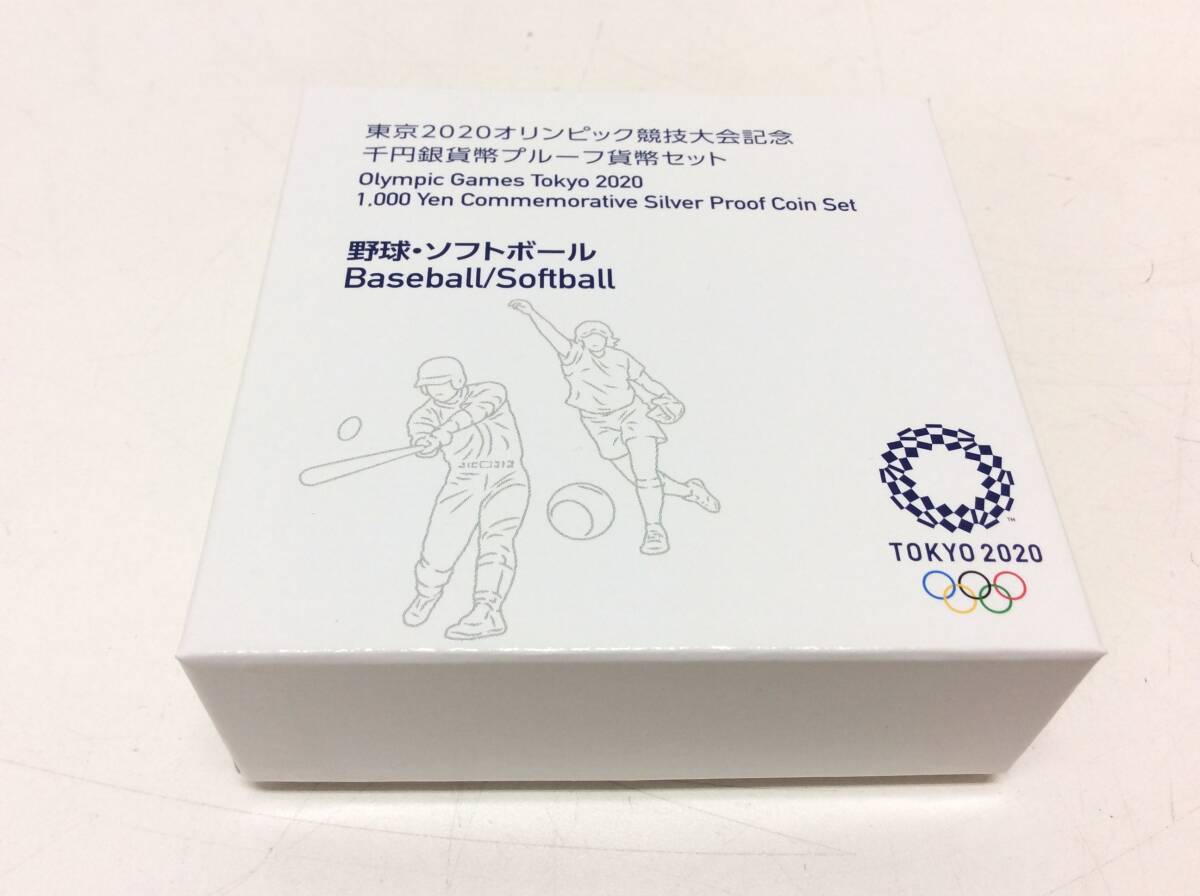 東京2020オリンピック競技大会記念
千円銀貨幣プルーフ貨幣セット
Olympic Games Tokyo 2020
1,000 Yen Commemorative Silver Proof Coin Set
野球・ソフトボール
Baseball/Softball
TM
TOKYO 2020